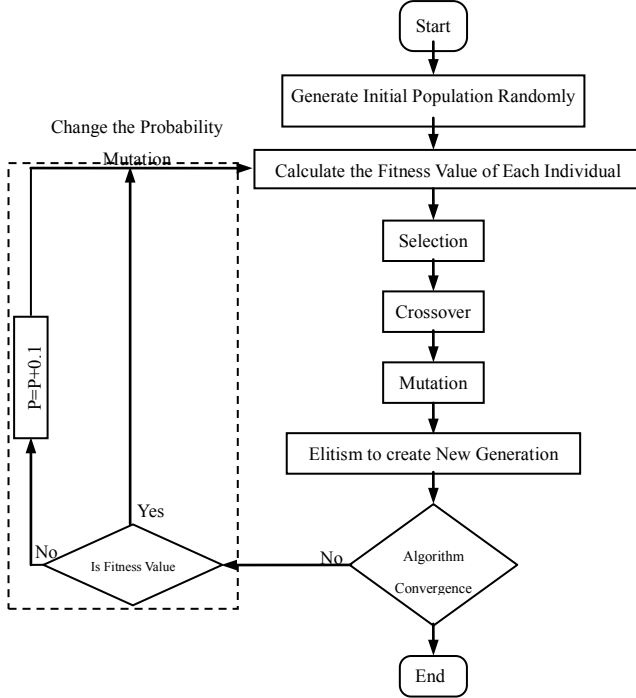 Start
Generate Initial Population Randomly
Change the Probability
Mutation
Calculate the Fitness Value of Each Individual
Selection
Crossover
P=P+0.1
Mutation
Elitism to create New Generation
Yes
No
Is Fitness Value
No
Algorithm
Convergence
End